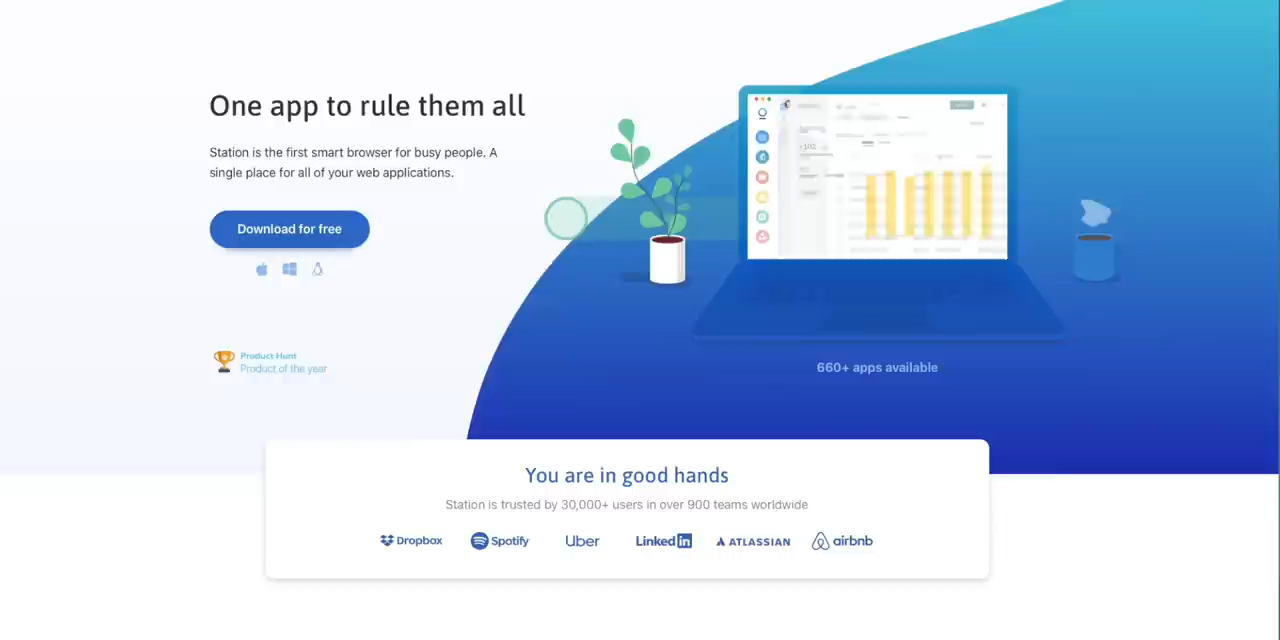 One app to rule them all
Station is the first smart browser for busy people. A
single place for all of your web applications.
Download for free
Product Hunt
Product of the year
660+ apps available
You are in good hands
Station is trusted by 30,000+ users in over 900 teams worldwide
Dropbox Spotify Uber Linked in ATLASSIAN airbnb